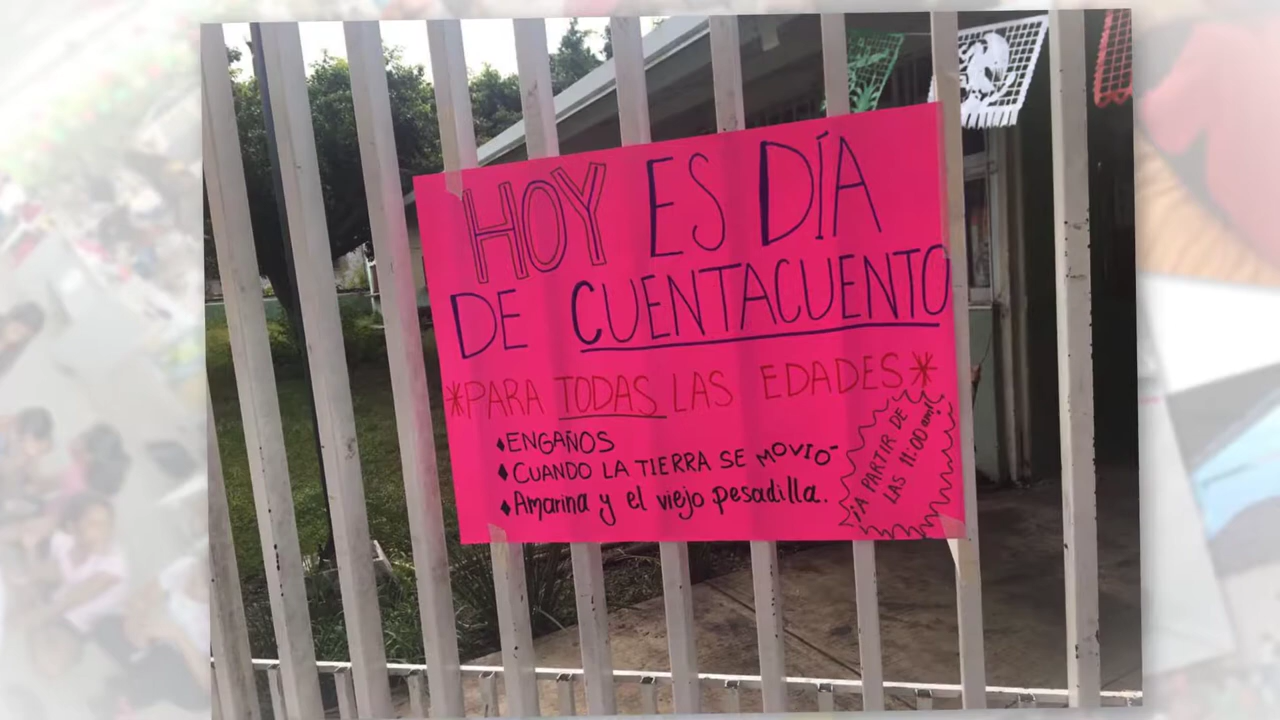 HOY ES DÍA
DE CUENTACUENTO
*PARA TODAS LAS EDADES*
♦ENGAÑOS
♦CUANDO LA TIERRA SE MOVIO-
♦Amarina y el viejo pesadilla.
¡A PARTIR DE
LAS 11:00 am!